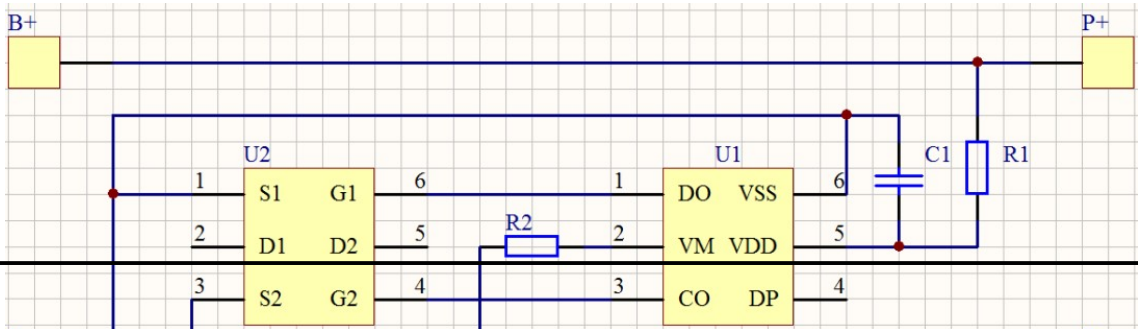 B+ P+
U2 U1 C1 R1
1 S1 G1 6 1 DO VSS 6
R2
2 D1 D2 5 2 VM VDD 5
3 S2 G2 4 3 CO DP 4